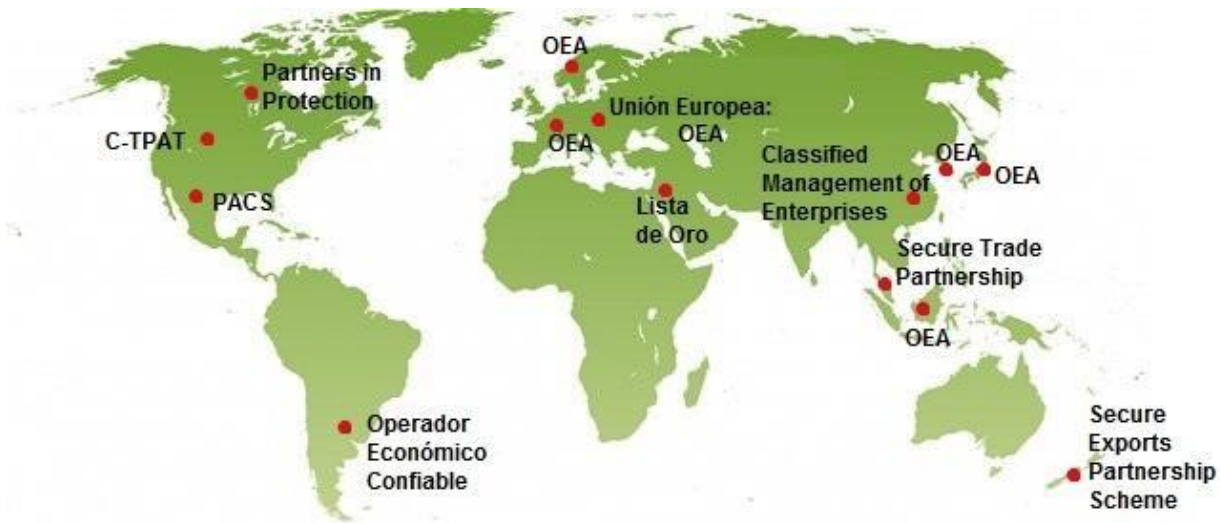 OEA
Partners in
Protection
Unión Europea:
OEA
C-TPAT
OEA
Classified
Management of
Enterprises
OEA
OEA
PACS
Lista
de Oro
Secure Trade
Partnership
OEA
Operador
Económico
Confiable
Secure
Exports
Partnership
Scheme